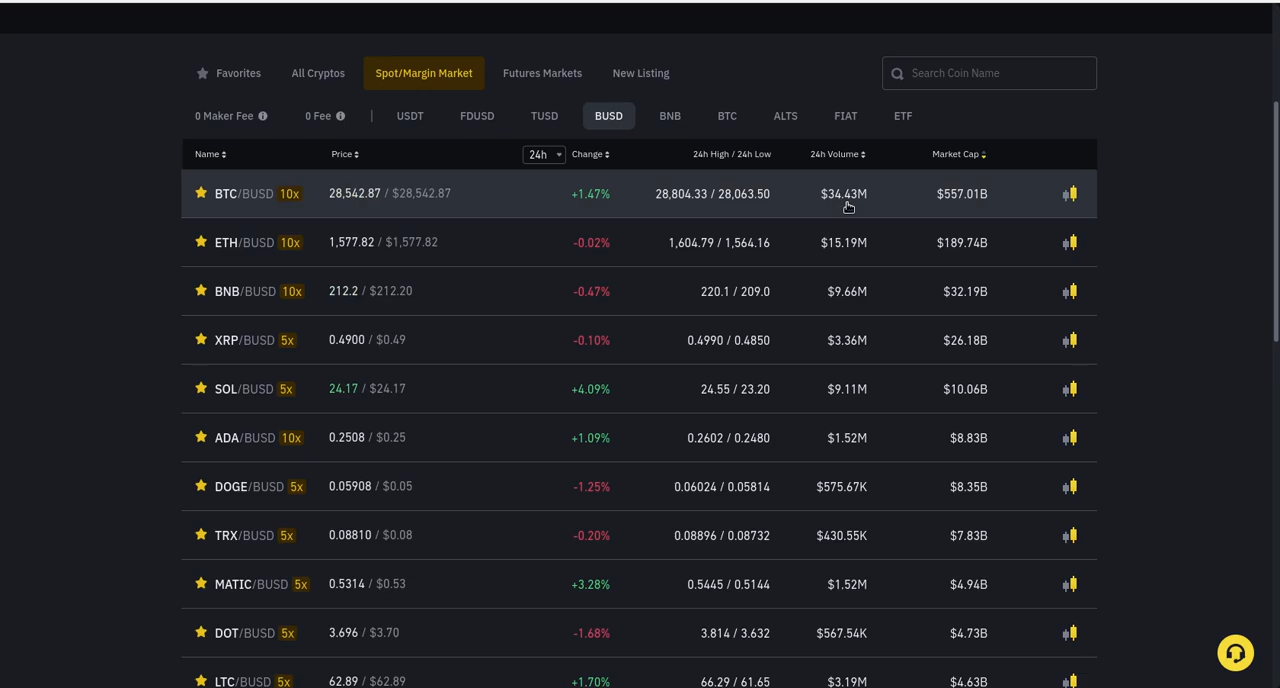 Favorites All Cryptos Spot/Margin Market Futures Markets New Listing Search Coin Name
0 Maker Fee 0 Fee | USDT FDUSD TUSD BUSD BNB BTC ALTS FIAT ETF
Name Price 24h Change 24h High / 24h Low 24h Volume Market Cap
BTC/BUSD 10x 28,542.87 / $28,542.87 +1.47% 28,804.33 / 28,063.50 $34.43M $557.01B
ETH/BUSD 10x 1,577.82 / $1,577.82 -0.02% 1,604.79 / 1,564.16 $15.19M $189.74B
BNB/BUSD 10x 212.2 / $212.20 -0.47% 220.1 / 209.0 $9.66M $32.19B
XRP/BUSD 5x 0.4900 / $0.49 -0.10% 0.4990 / 0.4850 $3.36M $26.18B
SOL/BUSD 5x 24.17 / $24.17 +4.09% 24.55 / 23.20 $9.11M $10.06B
ADA/BUSD 10x 0.2508 / $0.25 +1.09% 0.2602 / 0.2480 $1.52M $8.83B
DOGE/BUSD 5x 0.05908 / $0.05 -1.25% 0.06024 / 0.05814 $575.67K $8.35B
TRX/BUSD 5x 0.08810 / $0.08 -0.20% 0.08896 / 0.08732 $430.55K $7.83B
MATIC/BUSD 5x 0.5314 / $0.53 +3.28% 0.5445 / 0.5144 $1.52M $4.94B
DOT/BUSD 5x 3.696 / $3.70 -1.68% 3.814 / 3.632 $567.54K $4.73B
LTC/BUSD 5x 62.89 / $62.89 +1.70% 66.29 / 61.65 $3.19M $4.63B